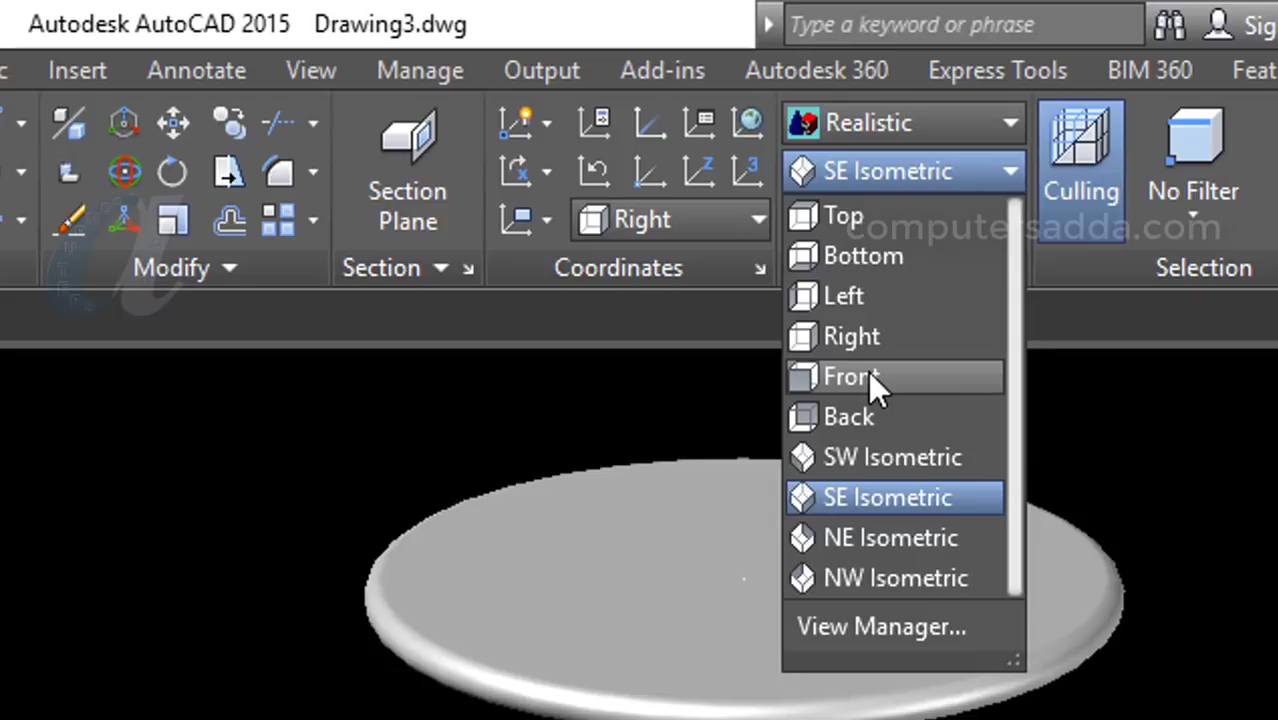 Autodesk AutoCAD 2015 Drawing3.dwg
Type a keyword or phrase
Sig
c Insert Annotate View Manage Output Add-ins Autodesk 360 Express Tools BIM 360 Feat
Realistic
SE Isometric
Section
Plane
Right
Culling
No Filter
Modify
Section
Coordinates
Selection
computersadda.com
Top
Bottom
Left
Right
Front
Back
SW Isometric
SE Isometric
NE Isometric
NW Isometric
View Manager...